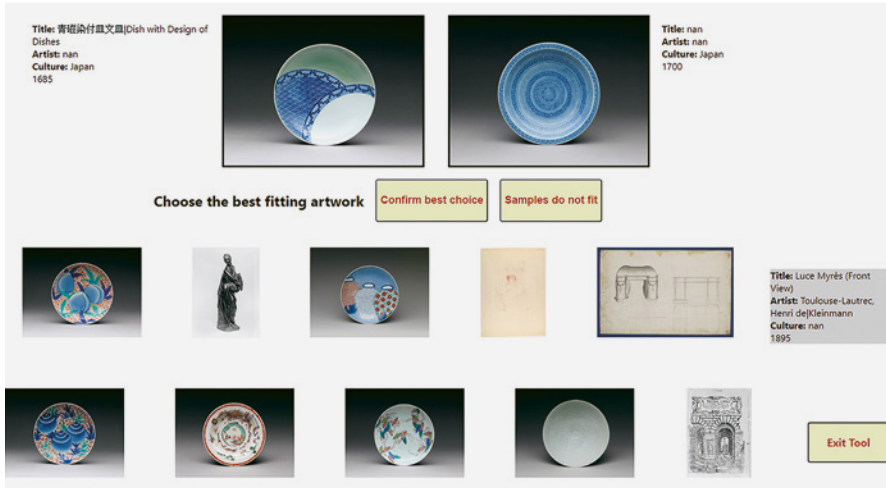 Title: 青磁染付皿文皿|Dish with Design of
Dishes
Artist: nan
Culture: Japan
1685
Title: nan
Artist: nan
Culture: Japan
1700
Choose the best fitting artwork
Confirm best choice
Samples do not fit
Title: Luce Myrès (Front
View)
Artist: Toulouse-Lautrec,
Henri de|Kleinmann
Culture: nan
1895
Exit Tool